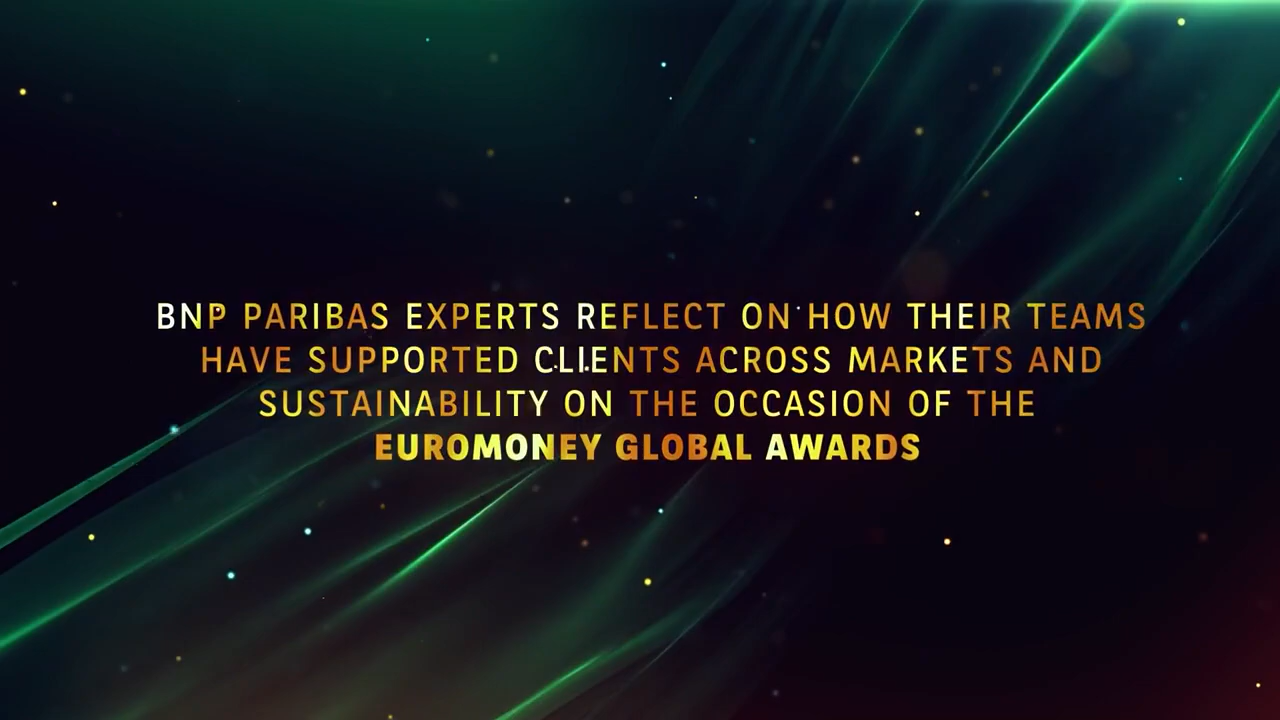 BNP PARIBAS EXPERTS REFLECT ON HOW THEIR TEAMS
HAVE SUPPORTED CLIENTS ACROSS MARKETS AND
SUSTAINABILITY ON THE OCCASION OF THE
EUROMONEY GLOBAL AWARDS